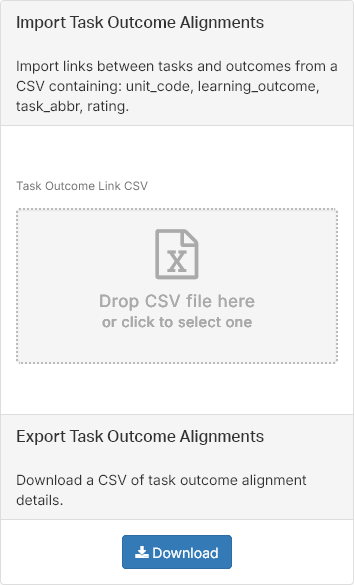 Import Task Outcome Alignments
Import links between tasks and outcomes from a
CSV containing: unit_code, learning_outcome,
task_abbr, rating.
Task Outcome Link CSV
X
Drop CSV file here
or click to select one
Export Task Outcome Alignments
Download a CSV of task outcome alignment
details.
Download